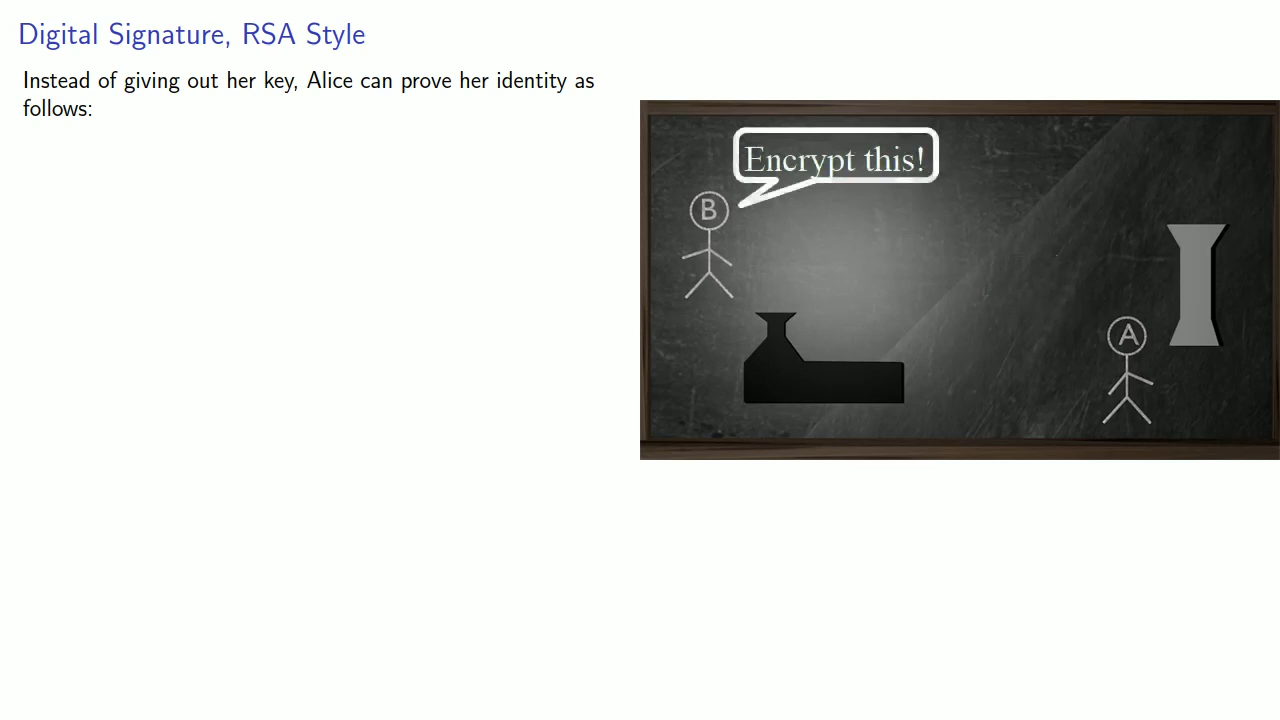 Digital Signature, RSA Style
Instead of giving out her key, Alice can prove her identity as
follows:
Encrypt this!
B
A